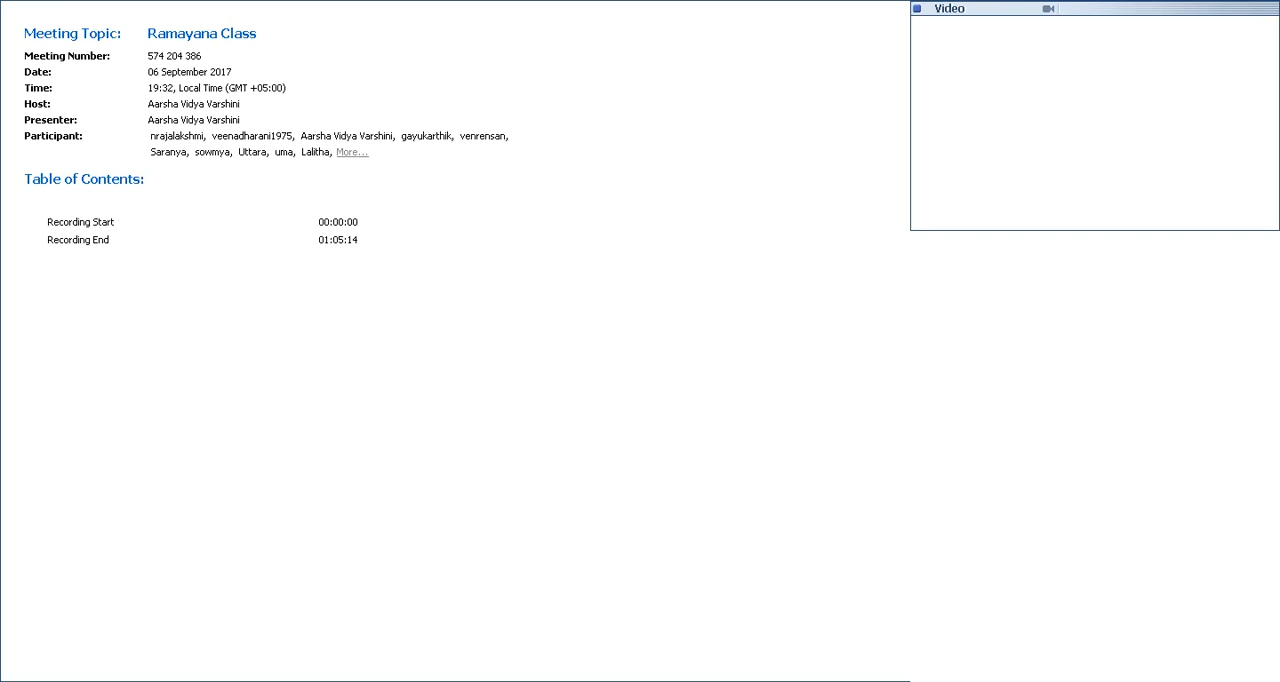 Meeting Topic: Ramayana Class
Meeting Number: 574 204 386
Date: 06 September 2017
Time: 19:32, Local Time (GMT +05:00)
Host: Aarsha Vidya Varshini
Presenter: Aarsha Vidya Varshini
Participant: nrajalakshmi, veenadharani1975, Aarsha Vidya Varshini, gayukarthik, venrensan,
Saranya, sowmya, Uttara, uma, Lalitha, More...
Table of Contents:
Recording Start 00:00:00
Recording End 01:05:14
Video